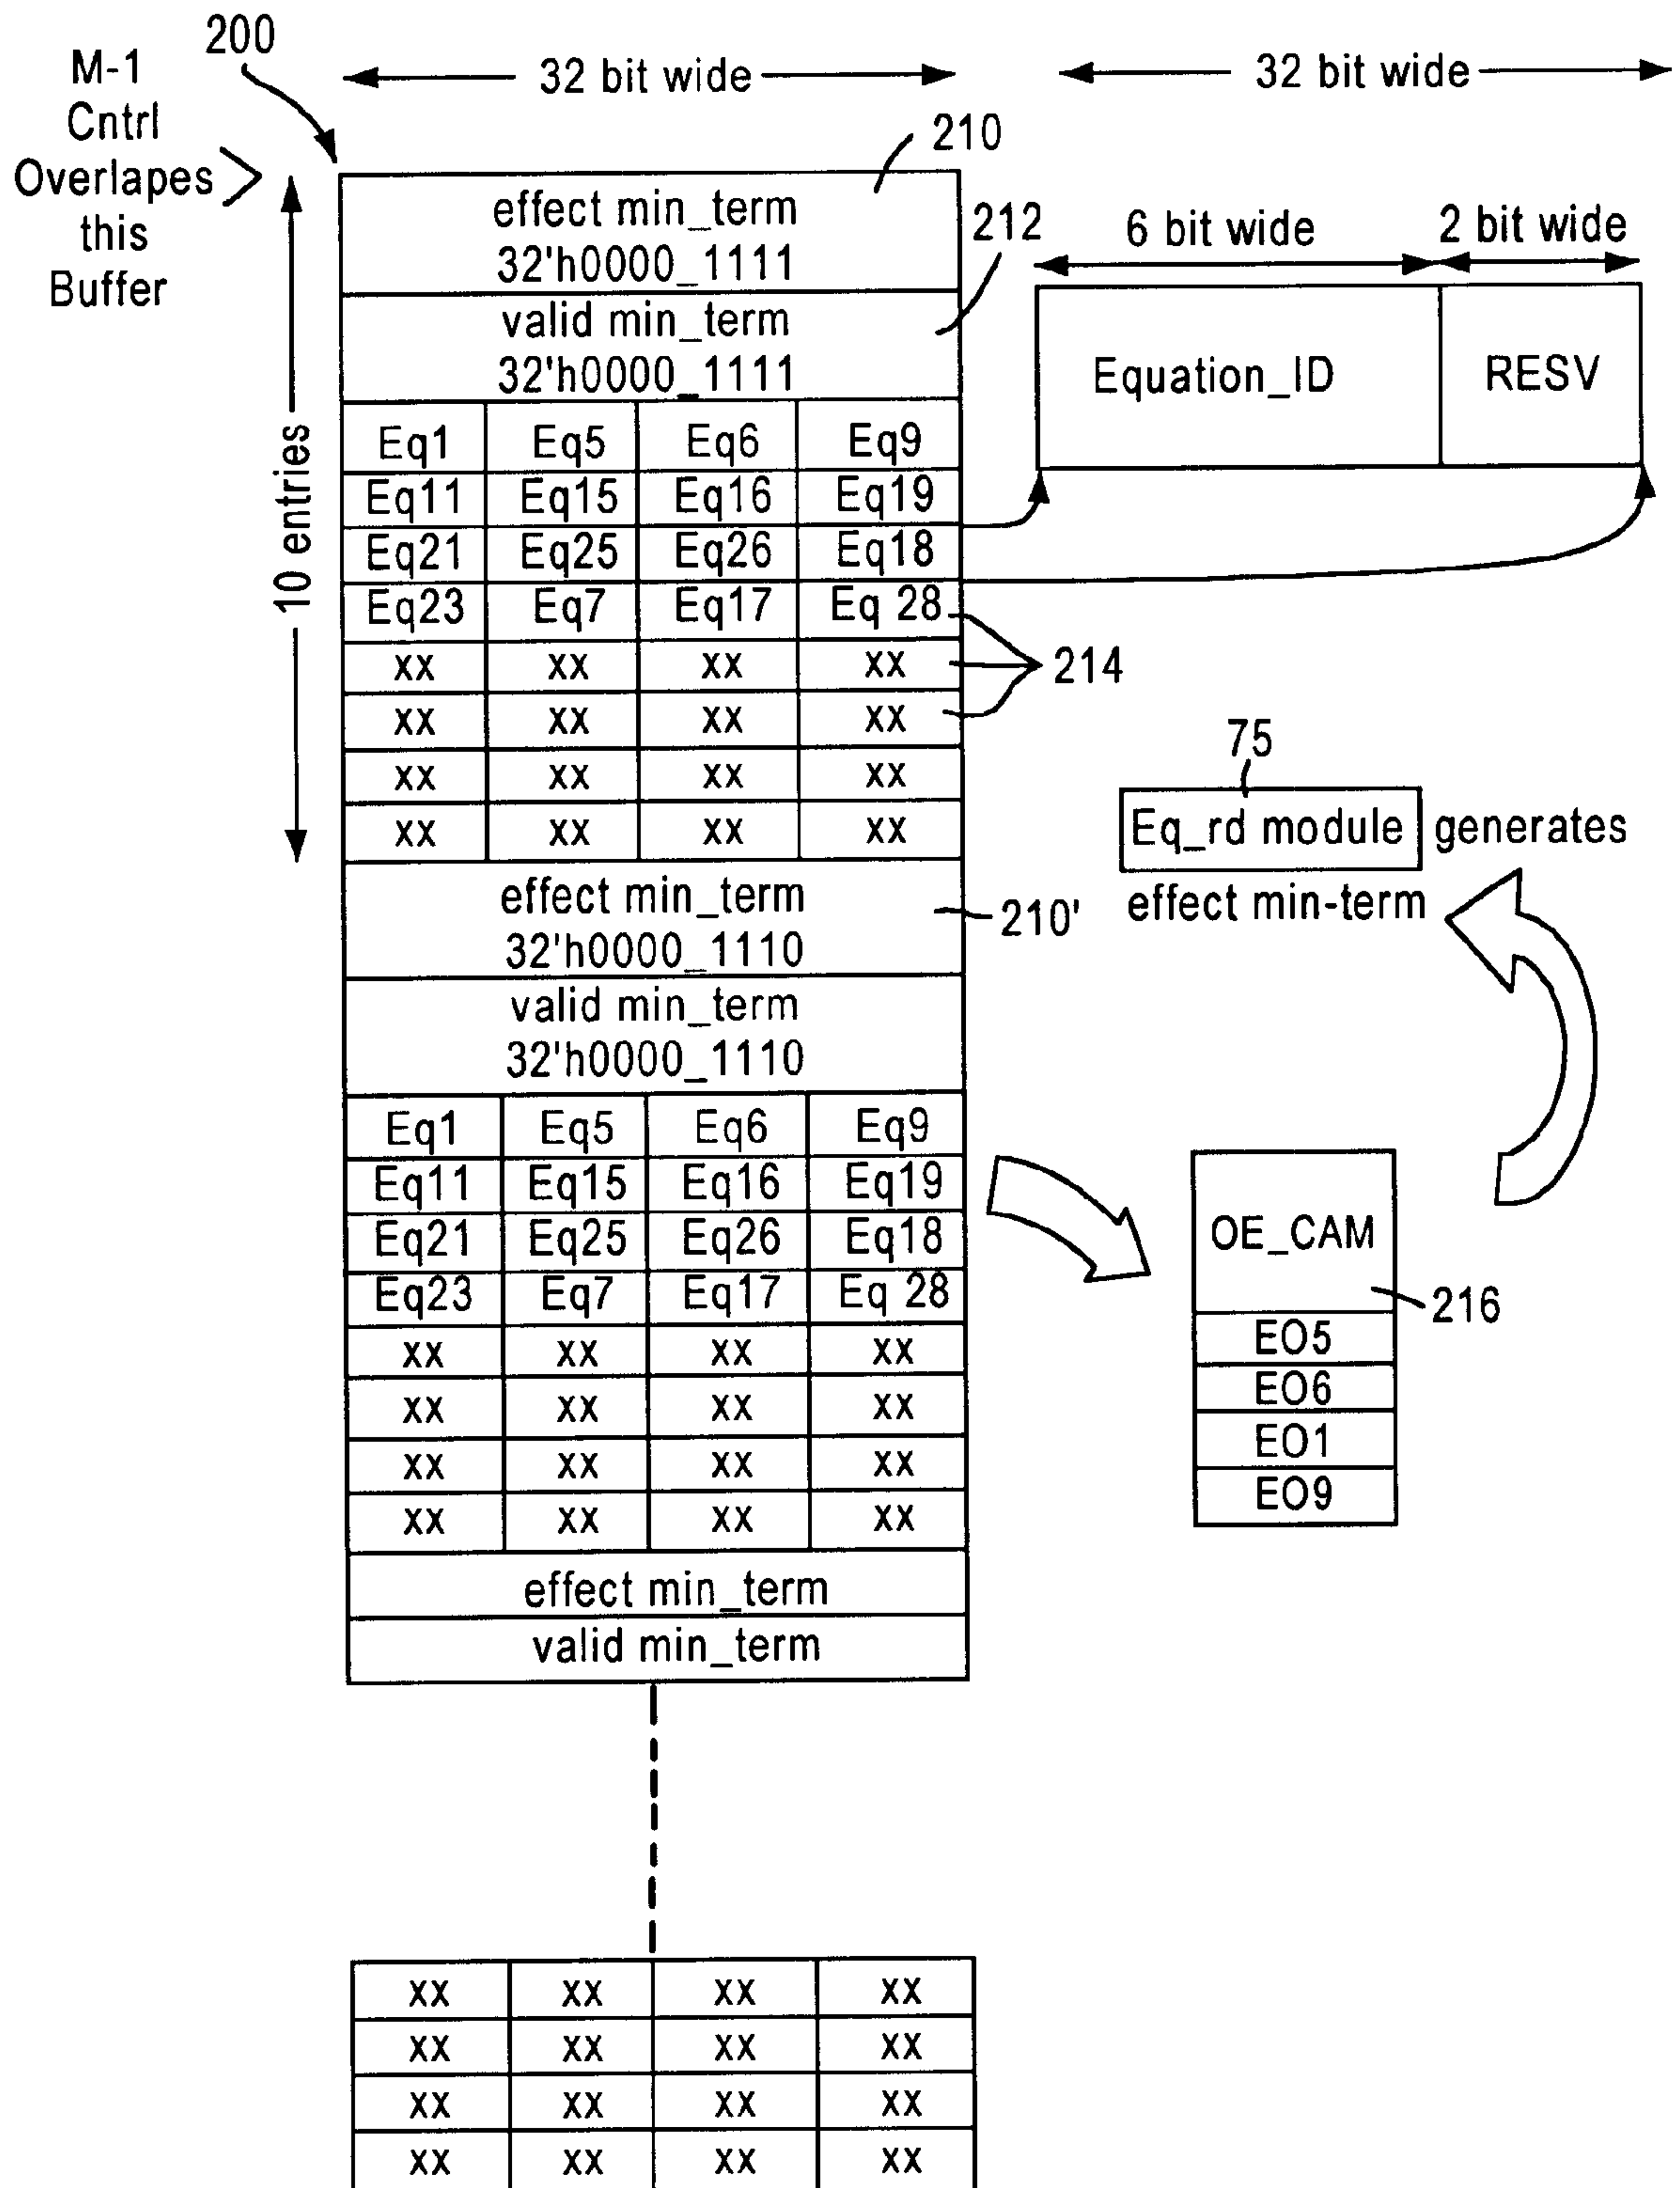 200
M-1
Cntrl
Overlapes
this
Buffer
32 bit wide
32 bit wide
210
effect min_term
32'h0000_1111
212
valid min_term
32'h0000_1111
6 bit wide
2 bit wide
Equation_ID
RESV
10 entries
Eq1 Eq5 Eq6 Eq9
Eq11 Eq15 Eq16 Eq19
Eq21 Eq25 Eq26 Eq18
Eq23 Eq7 Eq17 Eq 28
xx xx xx xx
214
xx xx xx xx
xx xx xx xx
xx xx xx xx
75
Eq_rd module generates
effect min-term
effect min_term
32'h0000_1110
210'
valid min_term
32'h0000_1110
Eq1 Eq5 Eq6 Eq9
Eq11 Eq15 Eq16 Eq19
Eq21 Eq25 Eq26 Eq18
Eq23 Eq7 Eq17 Eq 28
xx xx xx xx
xx xx xx xx
xx xx xx xx
xx xx xx xx
OE_CAM
216
EO5
EO6
EO1
EO9
effect min_term
valid min_term
xx xx xx xx
xx xx xx xx
xx xx xx xx
xx xx xx xx